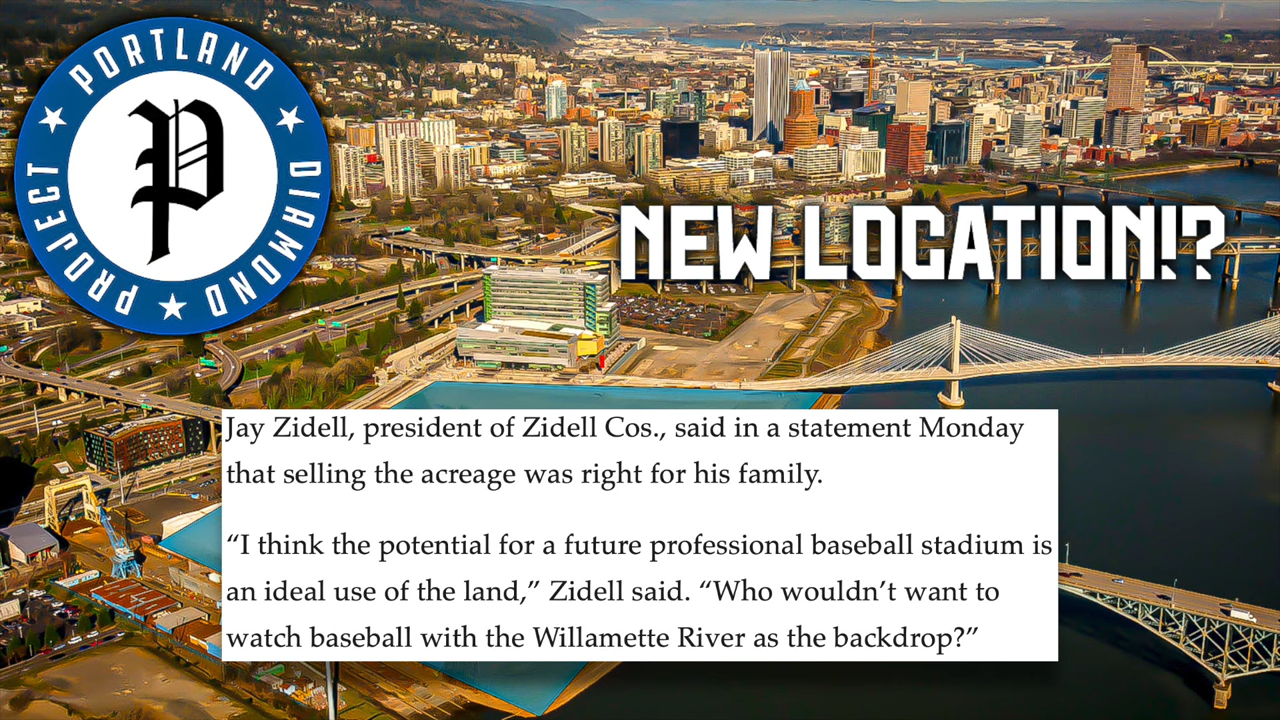 PORTLAND
DIAMOND
PROJECT
P
NEW LOCATION!?
Jay Zidell, president of Zidell Cos., said in a statement Monday
that selling the acreage was right for his family.
“I think the potential for a future professional baseball stadium is
an ideal use of the land,” Zidell said. “Who wouldn’t want to
watch baseball with the Willamette River as the backdrop?”